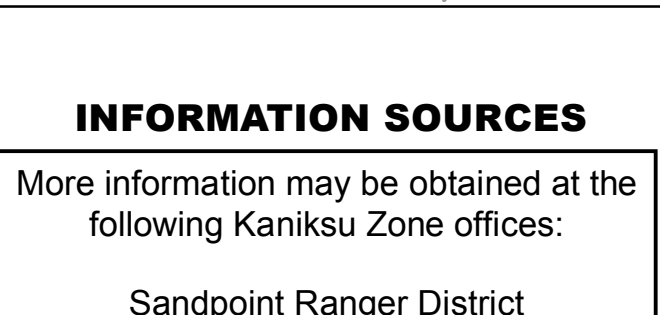 INFORMATION SOURCES
More information may be obtained at the
following Kaniksu Zone offices:
Sandpoint Ranger District